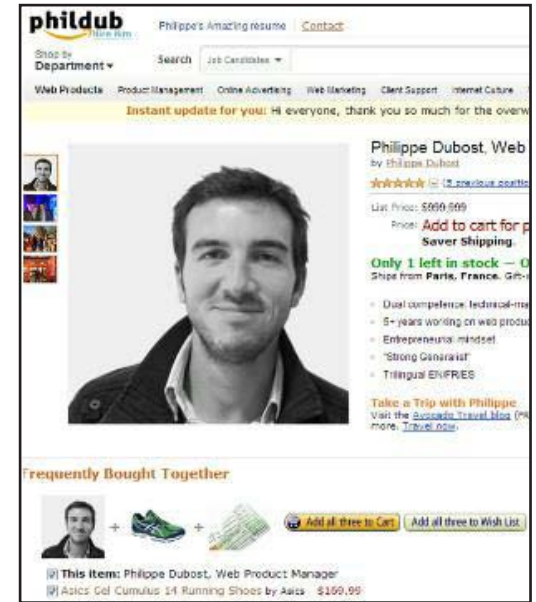 phildub
Hire him
Philippe's Amazing resume Contact
Shop by
Department
Search Job Candidates
Web Products Product Management Online Advertising Web Marketing Client Support Internet Culture
Instant update for you: Hi everyone, thank you so much for the overw
Philippe Dubost, Web
by Philippe Dubost
(5 previous positio
List Price: $999,999
Price: Add to cart for p
Saver Shipping.
Only 1 left in stock — O
Ships from Paris, France. Gift-
Dual competence: technical-ma
5+ years working on web produc
Entrepreneurial mindset
"Strong Generalist"
Trilingual EN/FR/ES
Take a Trip with Philippe
Visit the Avocado Travel blog
more. Travel now.
Frequently Bought Together
+ + Add all three to Cart Add all three to Wish List
This item: Philippe Dubost, Web Product Manager
Asics Gel Cumulus 14 Running Shoes by Asics $169.99